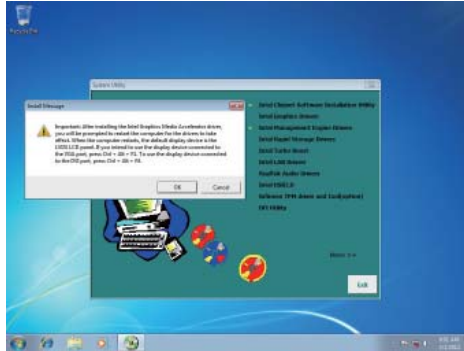 Recycle Bin
System Utility
Install Message
Important: After installing the Intel Graphics Media Accelerator driver,
you will be prompted to restart the computer for the drivers to take
effect. When the computer restarts, the default display device is the
LVDS LCD panel. If you intend to use the display device connected
to the VGA port, press Ctrl + Alt + F1. To use the display device connected
to the DVI port, press Ctrl + Alt + F4.
OK
Cancel
Intel Chipset Software Installation Utility
Intel Graphics Drivers
Intel Management Engine Drivers
Intel Rapid Storage Drivers
Intel Turbo Boost
Intel LAN Drivers
Realtek Audio Drivers
Intel USB3.0
Infineon TPM driver and tool(option)
Exit